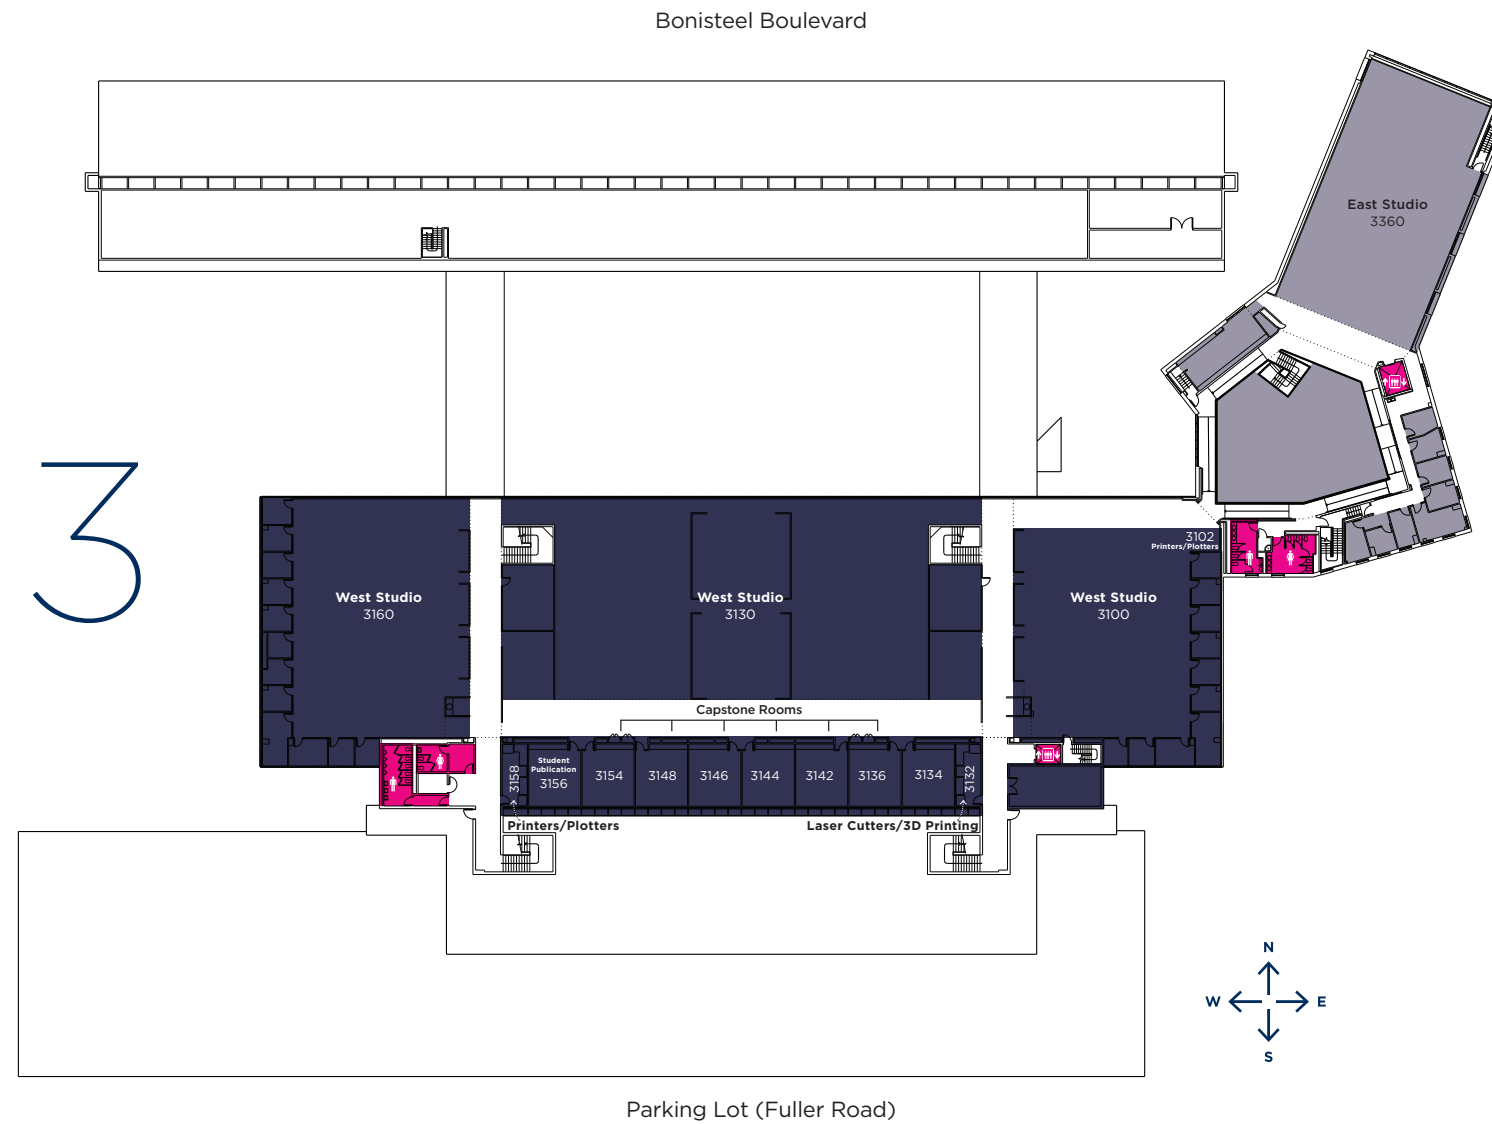 Bonisteel Boulevard
East Studio
3360
3
3102
Printers/Plotters
West Studio
3160
West Studio
3130
West Studio
3100
Capstone Rooms
3158
Student
Publication
3156
3154
3148
3146
3144
3142
3136
3134
3132
Printers/Plotters
Laser Cutters/3D Printing
N
W
E
S
Parking Lot (Fuller Road)